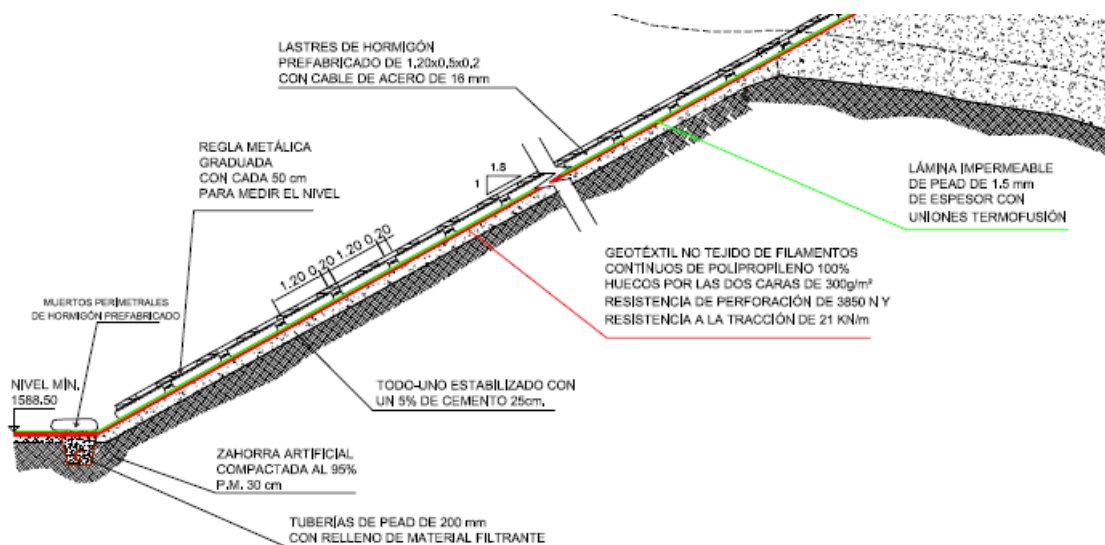 LASTRES DE HORMIGÓN
PREFABRICADO DE 1,20x0,5x0,2
CON CABLE DE ACERO DE 16 mm
REGLA METÁLICA
GRADUADA
CON CADA 50 cm
PARA MEDIR EL NIVEL
1.8
1
LÁMINA IMPERMEABLE
DE PEAD DE 1.5 mm
DE ESPESOR CON
UNIONES TERMOFUSIÓN
1.20 0,20 1.20 0,20
GEOTÉXTIL NO TEJIDO DE FILAMENTOS
CONTÍNUOS DE POLIPROPÍLENO 100%
HUECOS POR LAS DOS CARAS DE 300g/m²
RESISTENCIA DE PERFORACIÓN DE 3850 N Y
RESISTENCIA A LA TRACCIÓN DE 21 KN/m
MUERTOS PERIMETRALES
DE HORMIGÓN PREFABRICADO
NIVEL MÍN.
1588.50
TODO-UNO ESTABILIZADO CON
UN 5% DE CEMENTO 25cm.
ZAHORRA ARTIFICIAL
COMPACTADA AL 95%
P.M. 30 cm
TUBERÍAS DE PEAD DE 200 mm
CON RELLENO DE MATERIAL FILTRANTE